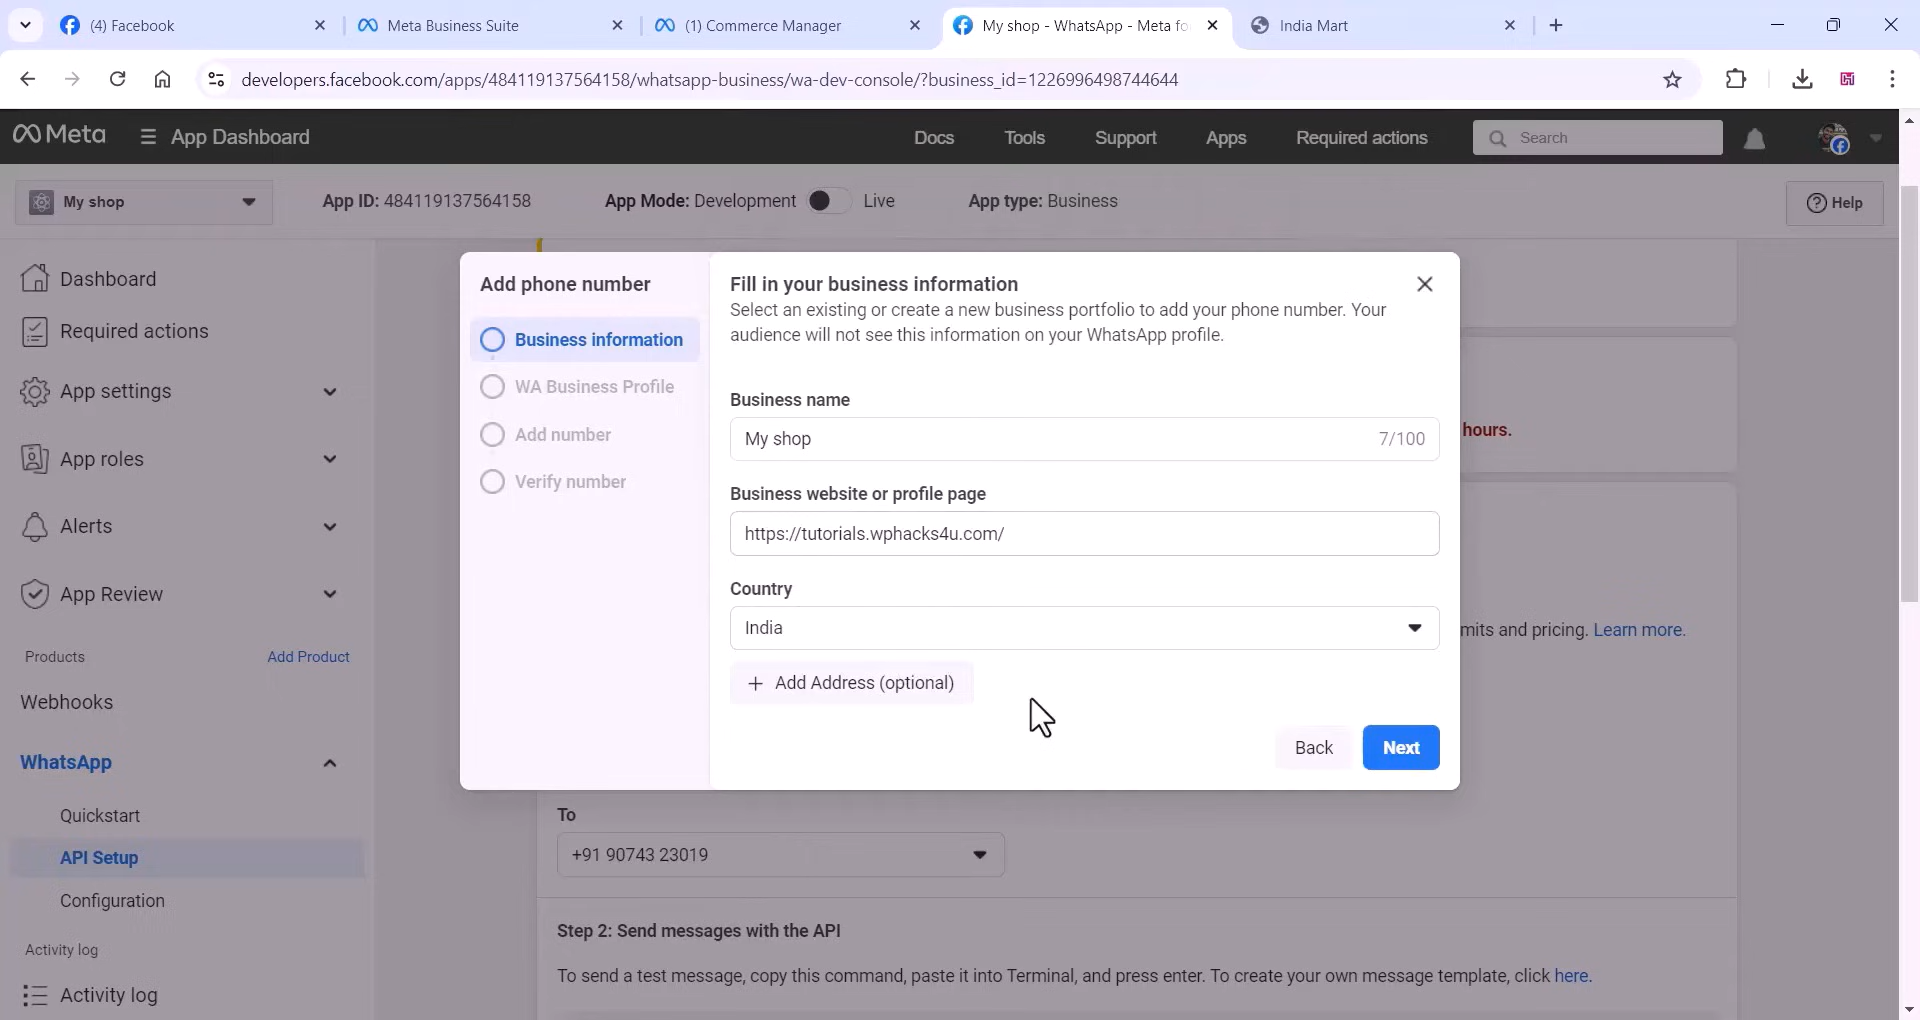 (4) Facebook
Meta Business Suite
(1) Commerce Manager
My shop - WhatsApp - Meta fo
India Mart
developers.facebook.com/apps/484119137564158/whatsapp-business/wa-dev-console/?business_id=1226996498744644
Meta
App Dashboard
Docs
Tools
Support
Apps
Required actions
Search
My shop
App ID: 484119137564158
App Mode: Development
Live
App type: Business
Help
Dashboard
Required actions
App settings
App roles
Alerts
App Review
Products
Add Product
Webhooks
WhatsApp
Quickstart
API Setup
Configuration
Activity log
Activity log
Add phone number
Business information
WA Business Profile
Add number
Verify number
Fill in your business information
Select an existing or create a new business portfolio to add your phone number. Your
audience will not see this information on your WhatsApp profile.
Business name
My shop
7/100
Business website or profile page
https://tutorials.wphacks4u.com/
Country
India
+ Add Address (optional)
Back
Next
hours.
mits and pricing. Learn more.
To
+91 90743 23019
Step 2: Send messages with the API
To send a test message, copy this command, paste it into Terminal, and press enter. To create your own message template, click here.